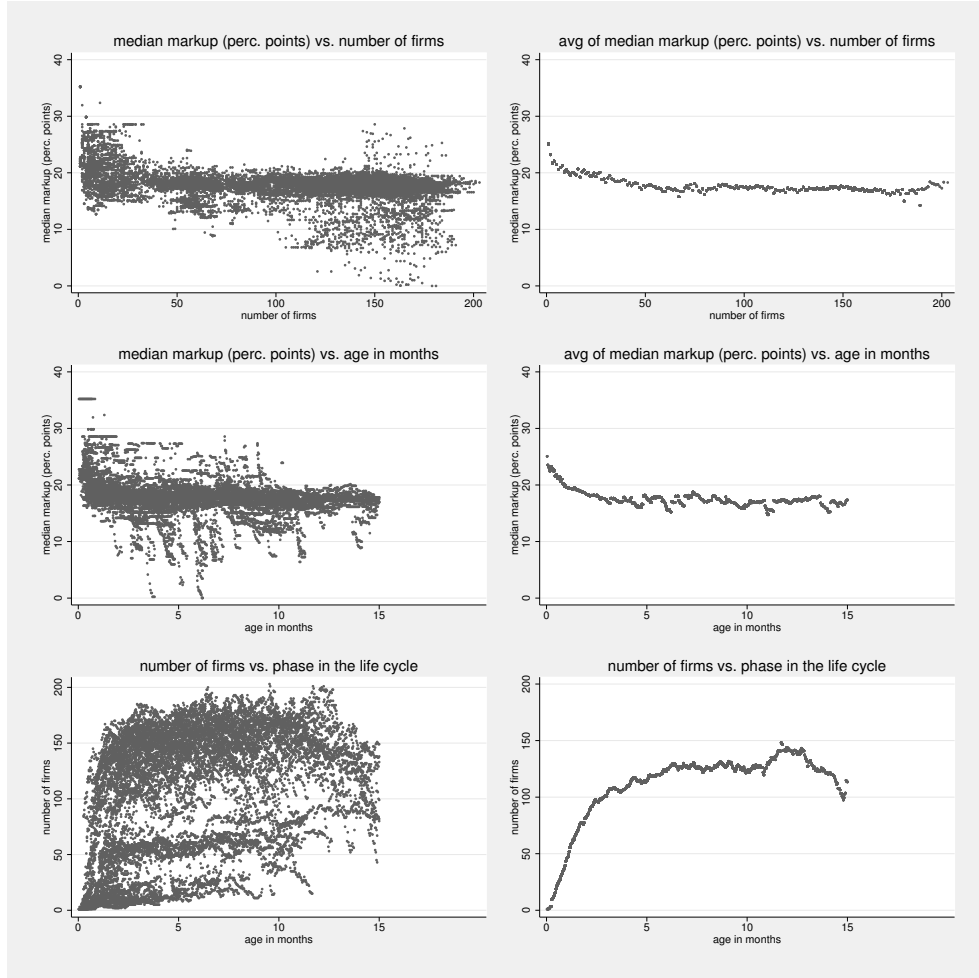 median markup (perc. points) vs. number of firms
median markup (perc. points)
40
30
20
10
0
0 50 100 150 200
number of firms
avg of median markup (perc. points) vs. number of firms
median markup (perc. points)
40
30
20
10
0
0 50 100 150 200
number of firms
median markup (perc. points) vs. age in months
median markup (perc. points)
40
30
20
10
0
0 5 10 15
age in months
avg of median markup (perc. points) vs. age in months
median markup (perc. points)
40
30
20
10
0
0 5 10 15
age in months
number of firms vs. phase in the life cycle
number of firms
200
150
100
50
0
0 5 10 15
age in months
number of firms vs. phase in the life cycle
number of firms
200
150
100
50
0
0 5 10 15
age in months